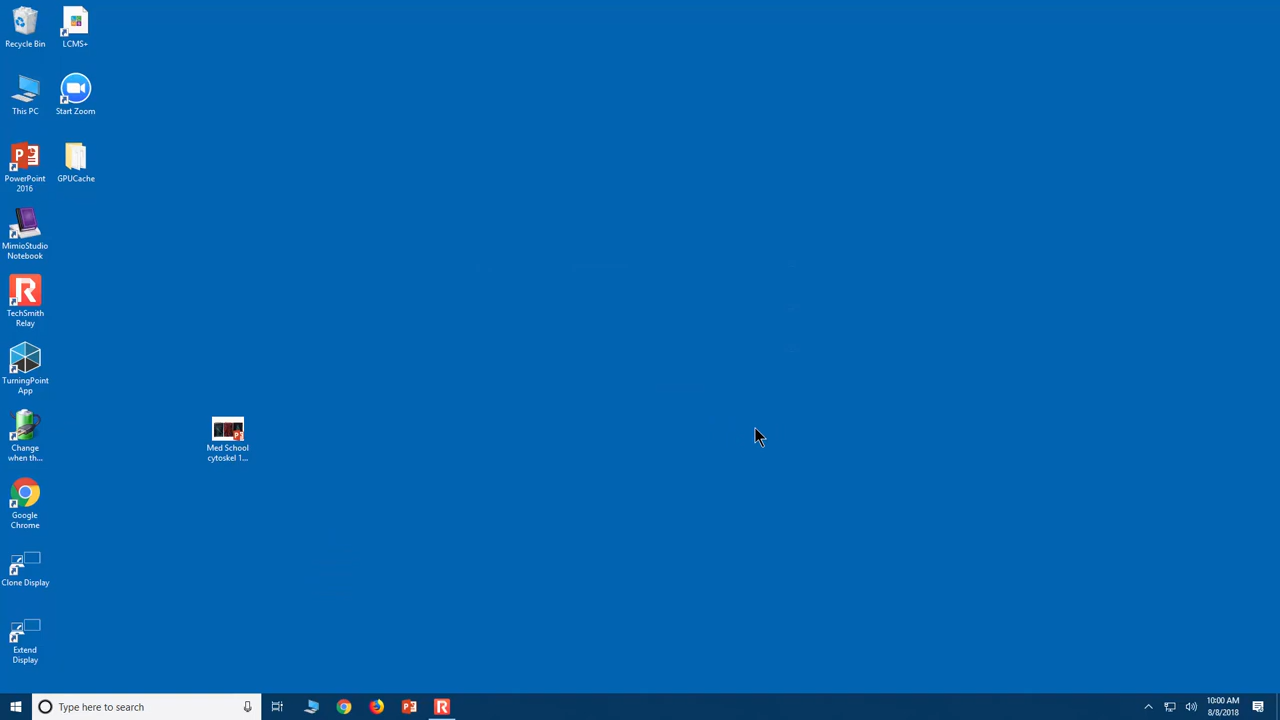 Recycle Bin
LCMS+
This PC
Start Zoom
PowerPoint
2016
GPUCache
MimioStudio
Notebook
TechSmith
Relay
TurningPoint
App
Change
when th...
Med School
cytoskel 1...
Google
Chrome
Clone Display
Extend
Display
Type here to search
10:00 AM
8/8/2018